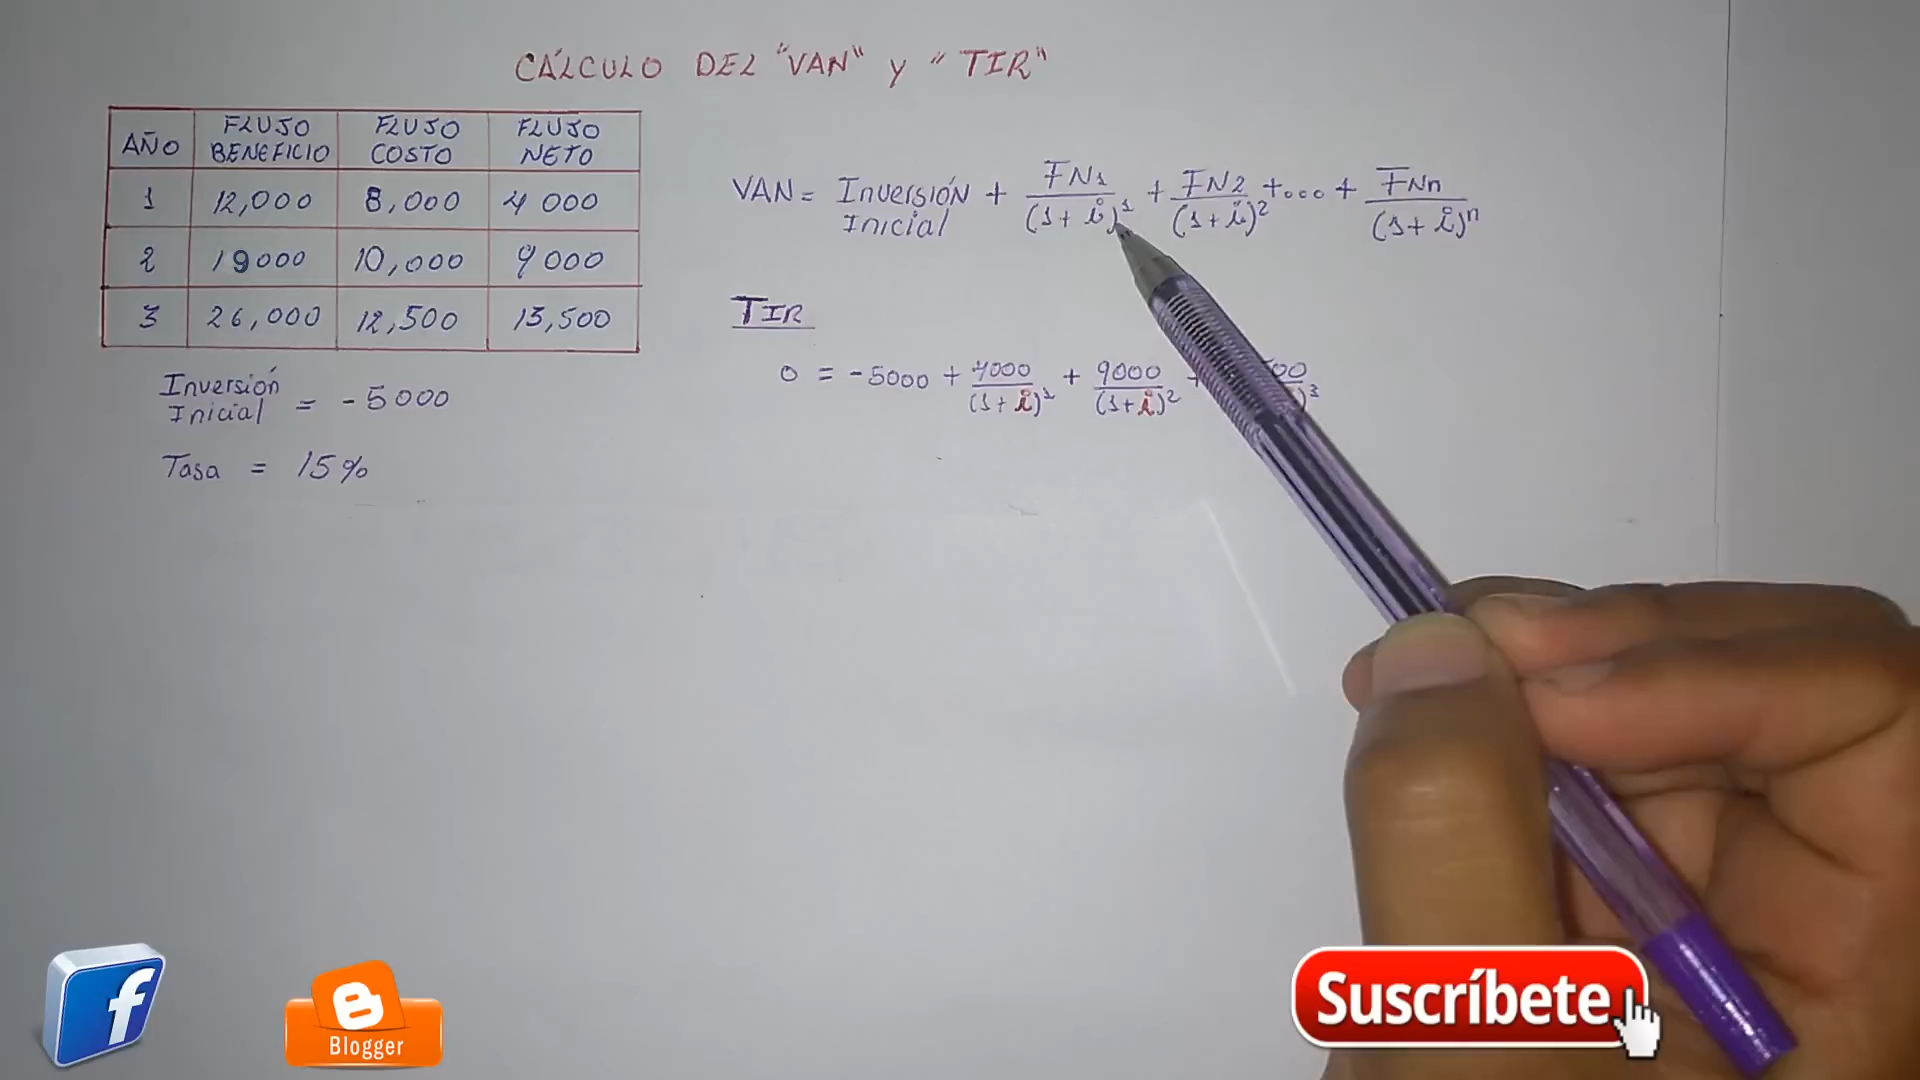 CÁLCULO DEL "VAN" y "TIR"
AÑO FLUJO BENEFICIO FLUJO COSTO FLUJO NETO
1 12,000 8,000 4 000
2 19000 10,000 9 000
3 26,000 12,500 13,500
Inversión Inicial = -5000
Tasa = 15%
VAN = Inversión Inicial + FN1/(1+i)^1 + FN2/(1+i)^2 +...+ FNn/(1+i)^n
TIR
0 = -5000 + 4000/(1+i)^1 + 9000/(1+i)^2 +
Blogger
Suscríbete